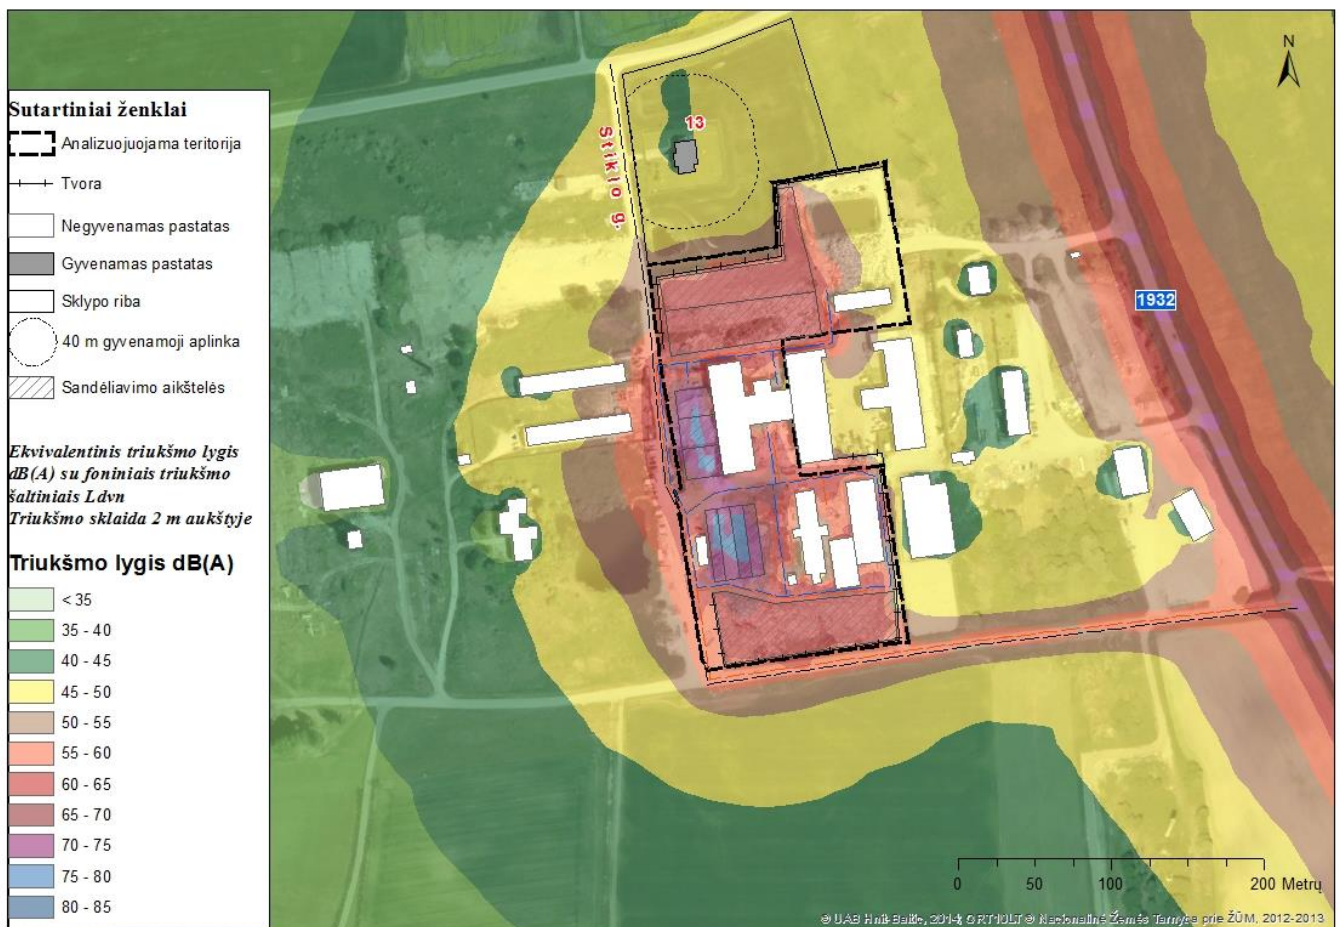 Sutartiniai ženklai
Analizuojuojama teritorija
Tvora
Negyvenamas pastatas
Gyvenamas pastatas
Sklypo riba
40 m gyvenamoji aplinka
Sandėliavimo aikštelės
Ekvivalentinis triukšmo lygis
dB(A) su foniniais triukšmo
šaltiniais Ldvn
Triukšmo sklaida 2 m aukštyje
Triukšmo lygis dB(A)
< 35
35 - 40
40 - 45
45 - 50
50 - 55
55 - 60
60 - 65
65 - 70
70 - 75
75 - 80
80 - 85
N
13
Stiklo g.
1932
0 50 100 200 Metrų
© UAB Hnit-Baltic, 2014; ORT10LT © Nacionalinė Žemės Tarnyba prie ŽŪM, 2012-2013